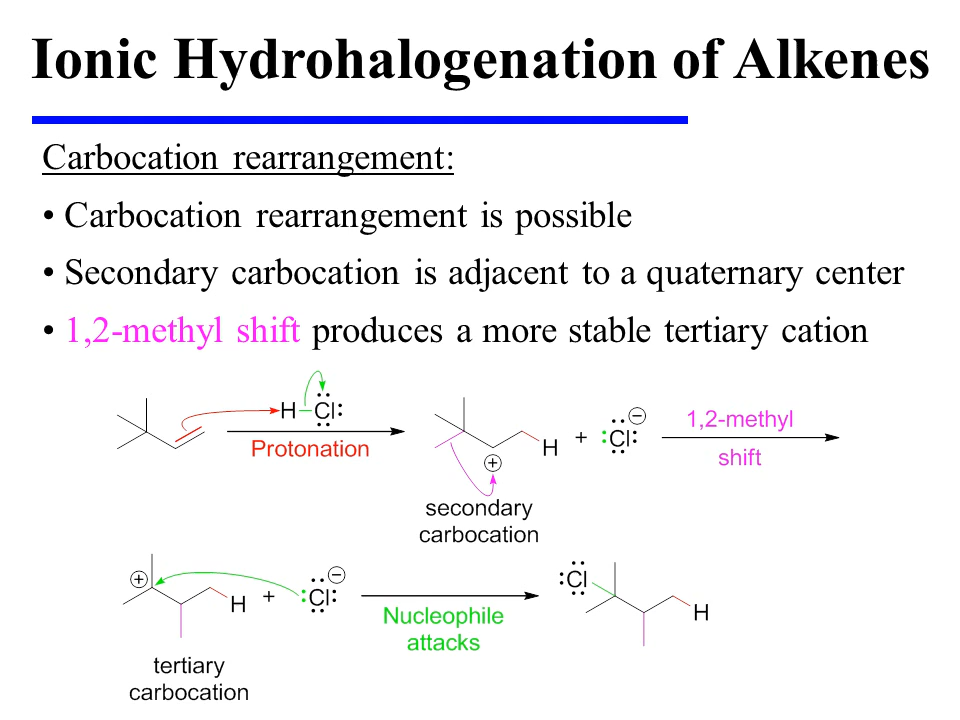 Ionic Hydrohalogenation of Alkenes
Carbocation rearrangement:
• Carbocation rearrangement is possible
• Secondary carbocation is adjacent to a quaternary center
• 1,2-methyl shift produces a more stable tertiary cation
H Cl
Protonation
H
+
secondary
carbocation
+
Cl −
1,2-methyl
shift
+
H
tertiary
carbocation
+
Cl −
Nucleophile
attacks
Cl
H